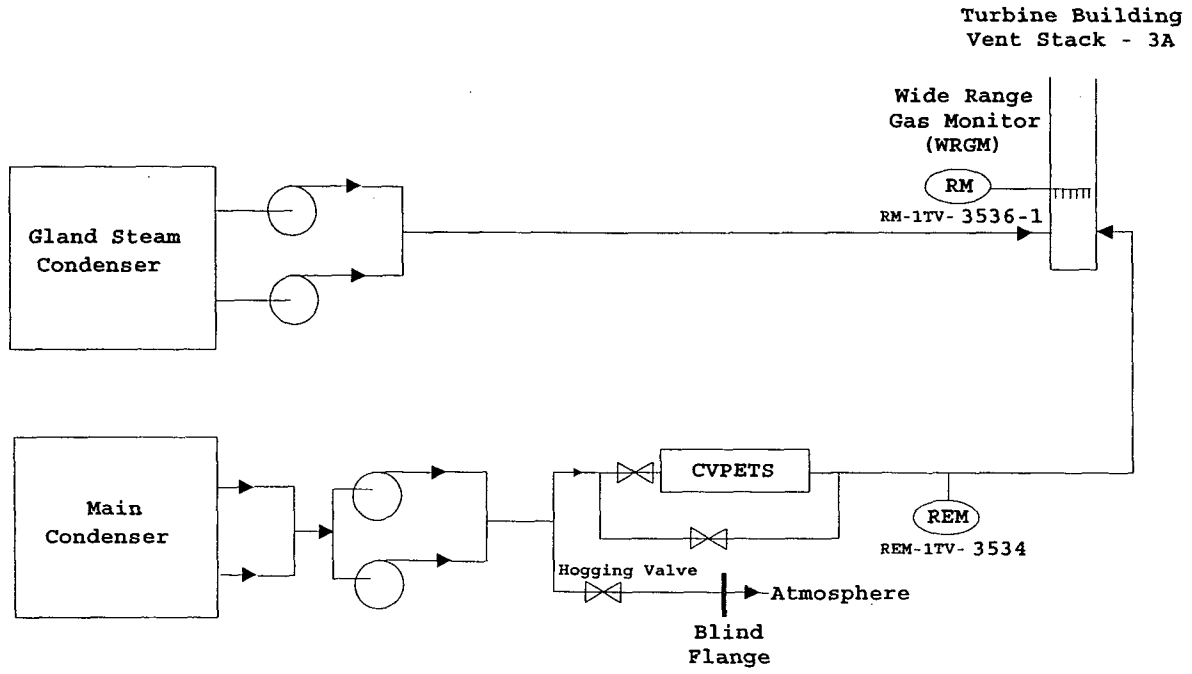 Turbine Building
Vent Stack - 3A
Wide Range
Gas Monitor
(WRGM)
RM
RM-1TV- 3536-1
Gland Steam
Condenser
Main
Condenser
CVPETS
REM
REM-1TV- 3534
Hogging Valve
Atmosphere
Blind
Flange